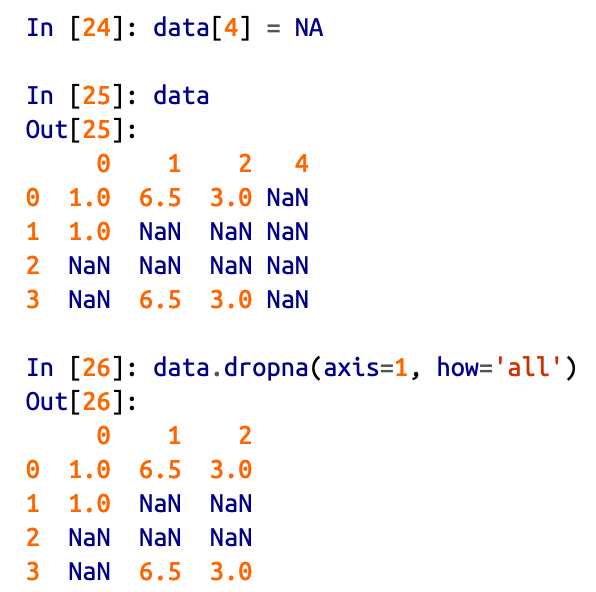 In [24]: data[4] = NA
In [25]: data
Out[25]:
0 1 2 4
0 1.0 6.5 3.0 NaN
1 1.0 NaN NaN NaN
2 NaN NaN NaN NaN
3 NaN 6.5 3.0 NaN
In [26]: data.dropna(axis=1, how='all')
Out[26]:
0 1 2
0 1.0 6.5 3.0
1 1.0 NaN NaN
2 NaN NaN NaN
3 NaN 6.5 3.0